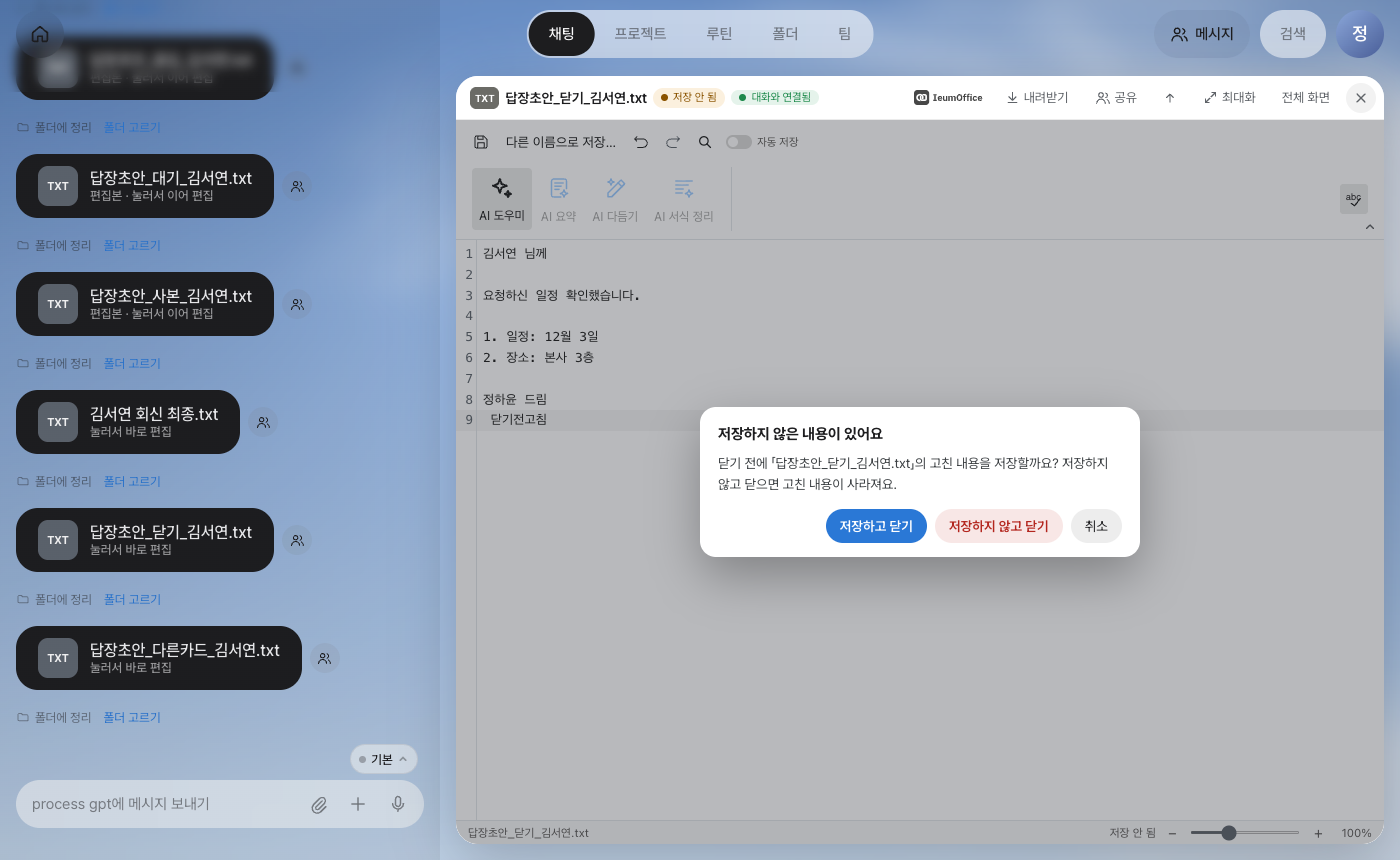 채팅
프로젝트
루틴
폴더
팀
메시지
검색
정
폴더에 정리 폴더 고르기
TXT 답장초안_대기_김서연.txt
편집본 · 눌러서 이어 편집
폴더에 정리 폴더 고르기
TXT 답장초안_사본_김서연.txt
편집본 · 눌러서 이어 편집
폴더에 정리 폴더 고르기
TXT 김서연 회신 최종.txt
눌러서 바로 편집
폴더에 정리 폴더 고르기
TXT 답장초안_닫기_김서연.txt
눌러서 바로 편집
폴더에 정리 폴더 고르기
TXT 답장초안_다른카드_김서연.txt
눌러서 바로 편집
폴더에 정리 폴더 고르기
기본
process gpt에 메시지 보내기
TXT 답장초안_닫기_김서연.txt 저장 안 됨 대화와 연결됨 IeumOffice 내려받기 공유 최대화 전체 화면
다른 이름으로 저장... 자동 저장
AI 도우미 AI 요약 AI 다듬기 AI 서식 정리 abc
1 김서연 님께
2
3 요청하신 일정 확인했습니다.
4
5 1. 일정: 12월 3일
6 2. 장소: 본사 3층
7
8 정하윤 드림
9 닫기전고침
저장하지 않은 내용이 있어요
닫기 전에 「답장초안_닫기_김서연.txt」의 고친 내용을 저장할까요? 저장하지
않고 닫으면 고친 내용이 사라져요.
저장하고 닫기 저장하지 않고 닫기 취소
답장초안_닫기_김서연.txt 저장 안 됨 100%